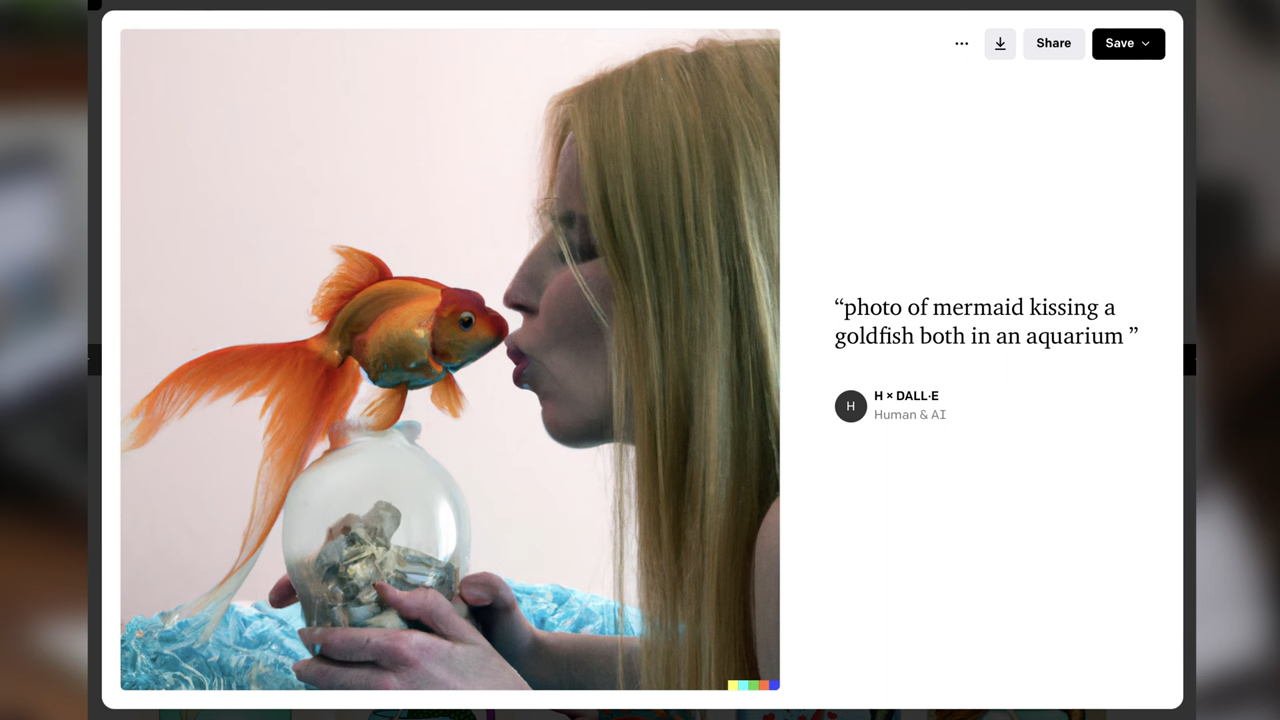 Share
Save
“photo of mermaid kissing a
goldfish both in an aquarium ”
H
H × DALL·E
Human & AI